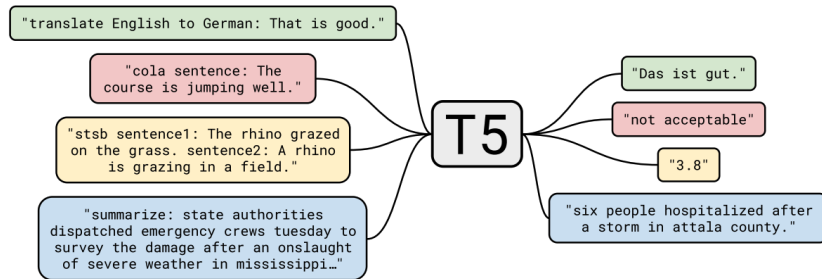 "translate English to German: That is good."
"cola sentence: The
course is jumping well."
"stsb sentence1: The rhino grazed
on the grass. sentence2: A rhino
is grazing in a field."
"summarize: state authorities
dispatched emergency crews tuesday to
survey the damage after an onslaught
of severe weather in mississippi…"
T5
"Das ist gut."
"not acceptable"
"3.8"
"six people hospitalized after
a storm in attala county."